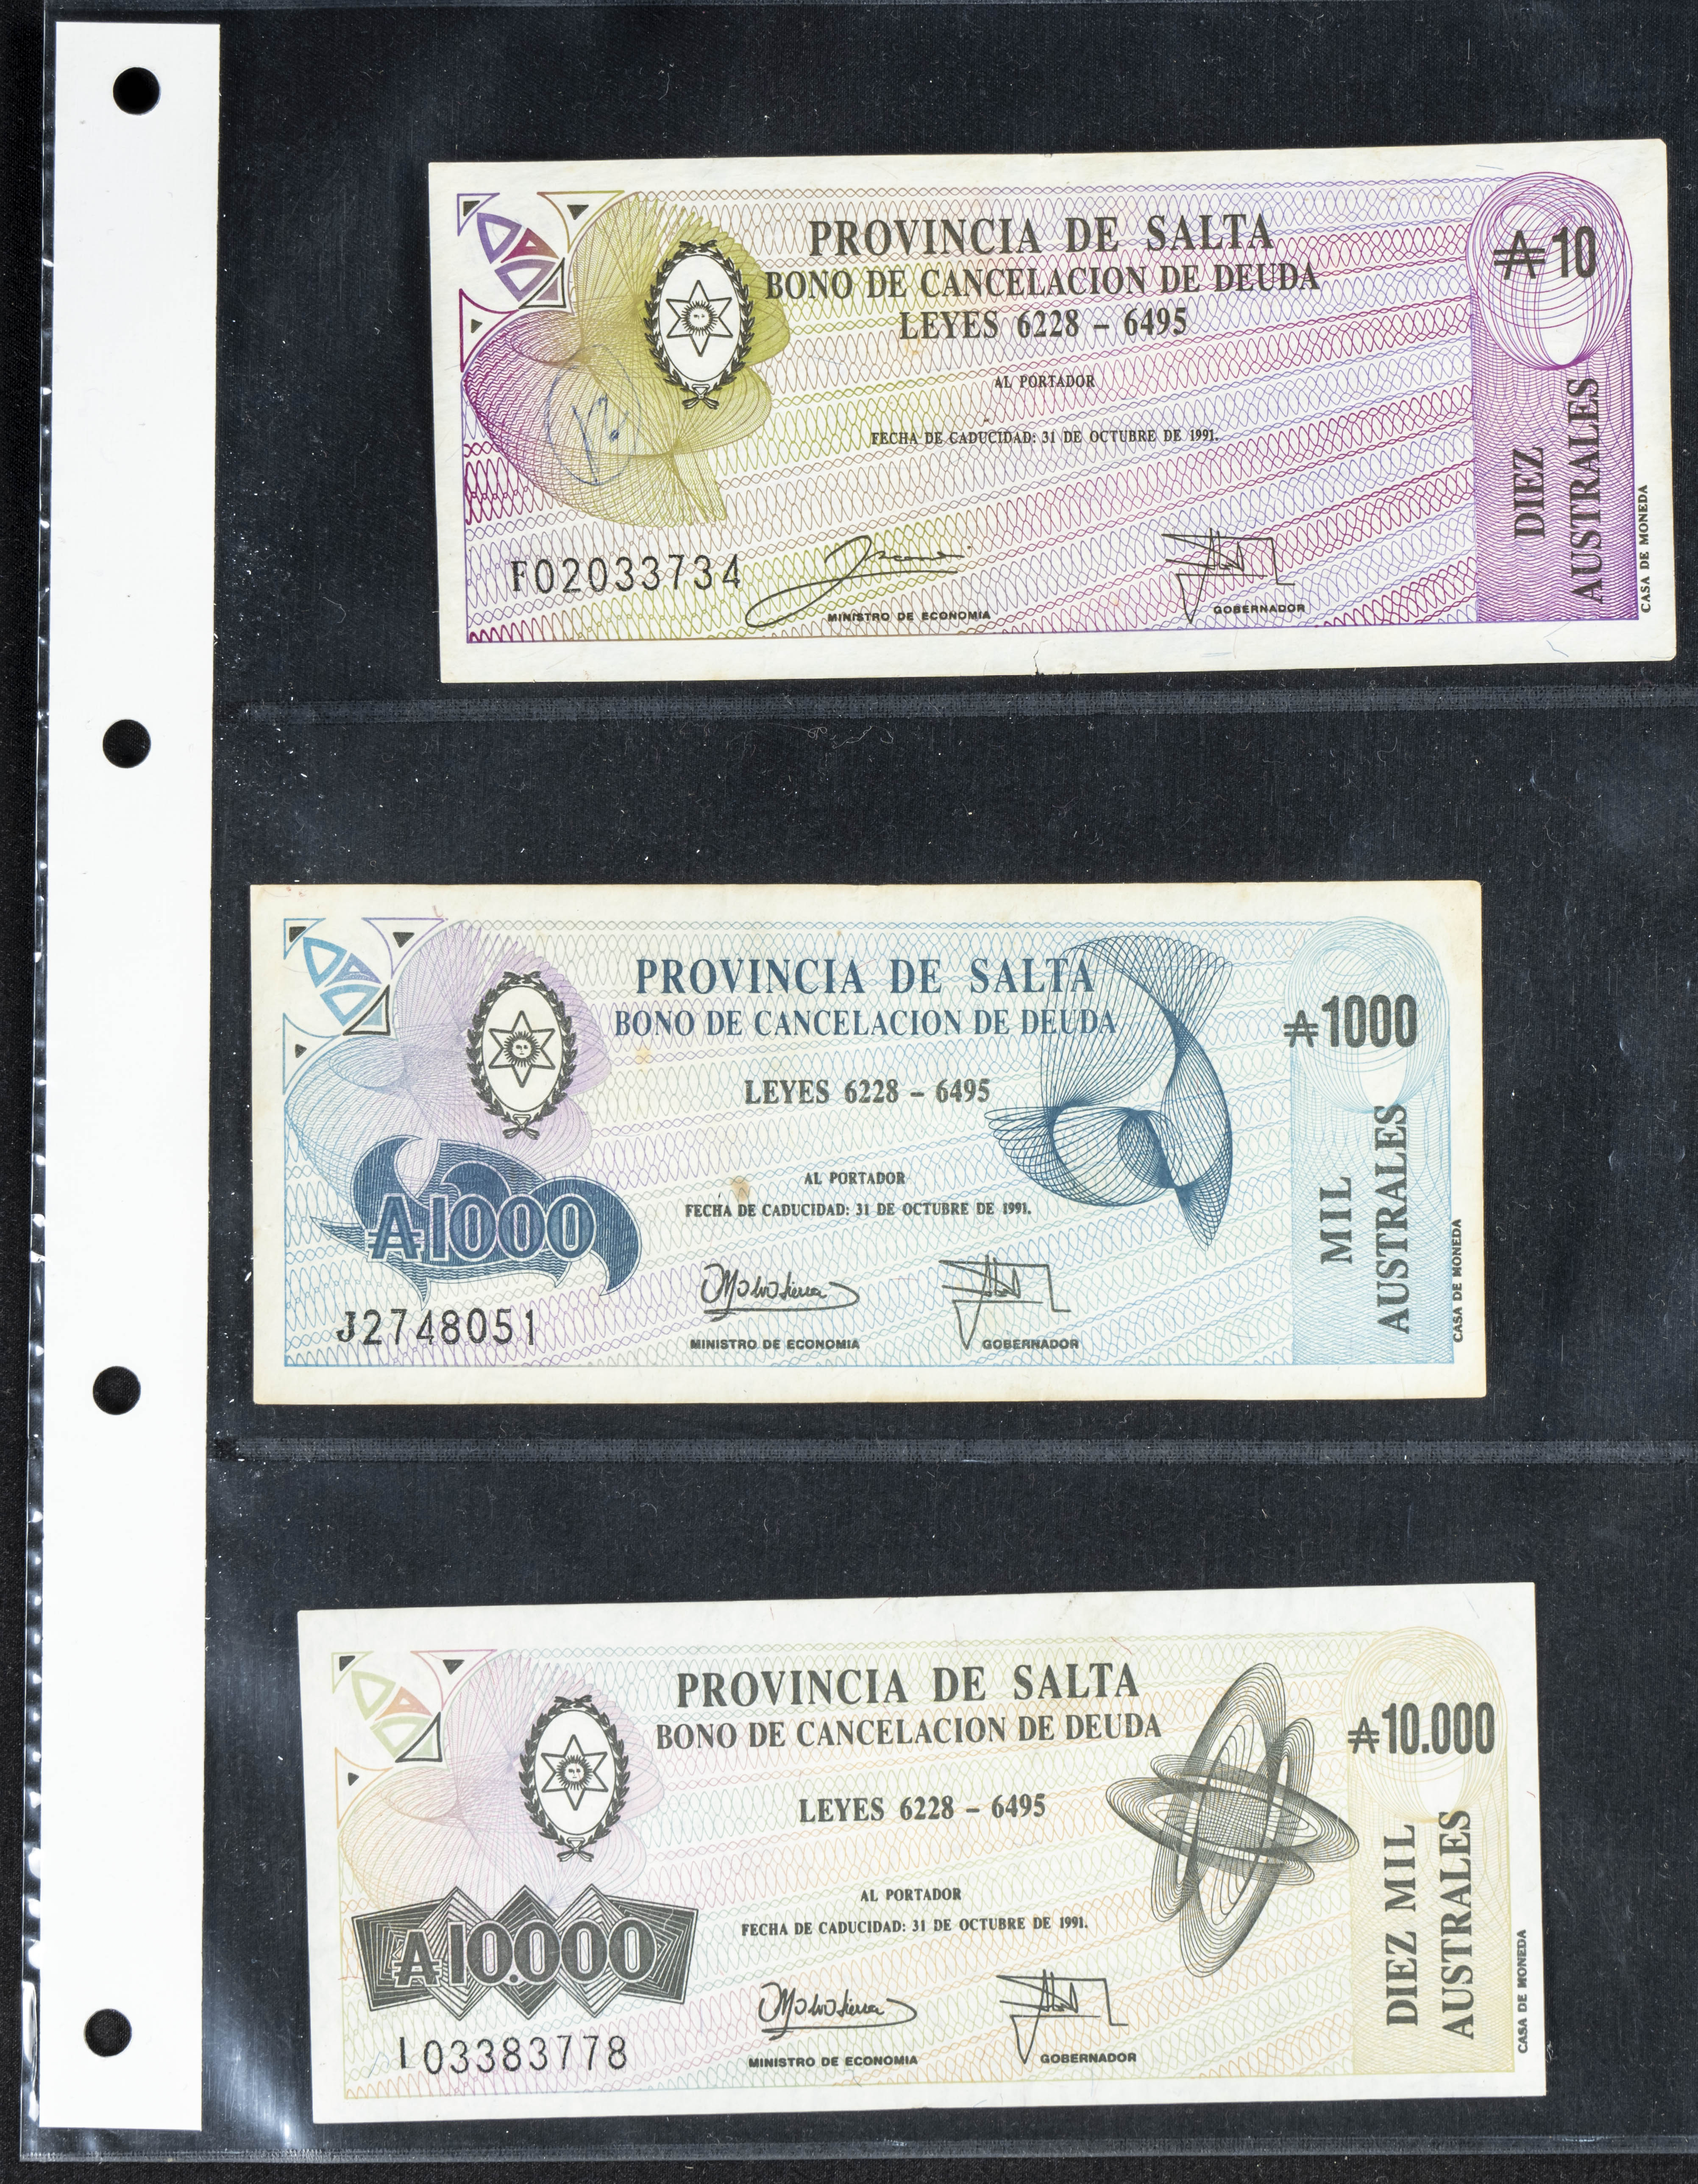 PROVINCIA DE SALTA
BONO DE CANCELACION DE DEUDA
LEYES 6228 – 6495
AL PORTADOR
FECHA DE CADUCIDAD: 31 DE OCTUBRE DE 1991.
F02033734
MINISTRO DE ECONOMIA
GOBERNADOR
₳10
DIEZ
AUSTRALES
CASA DE MONEDA
PROVINCIA DE SALTA
BONO DE CANCELACION DE DEUDA
LEYES 6228 – 6495
AL PORTADOR
FECHA DE CADUCIDAD: 31 DE OCTUBRE DE 1991.
₳1000
J2748051
MINISTRO DE ECONOMIA
GOBERNADOR
₳1000
MIL
AUSTRALES
CASA DE MONEDA
PROVINCIA DE SALTA
BONO DE CANCELACION DE DEUDA
LEYES 6228 – 6495
AL PORTADOR
FECHA DE CADUCIDAD: 31 DE OCTUBRE DE 1991.
₳10.000
I03383778
MINISTRO DE ECONOMIA
GOBERNADOR
₳10.000
DIEZ MIL
AUSTRALES
CASA DE MONEDA